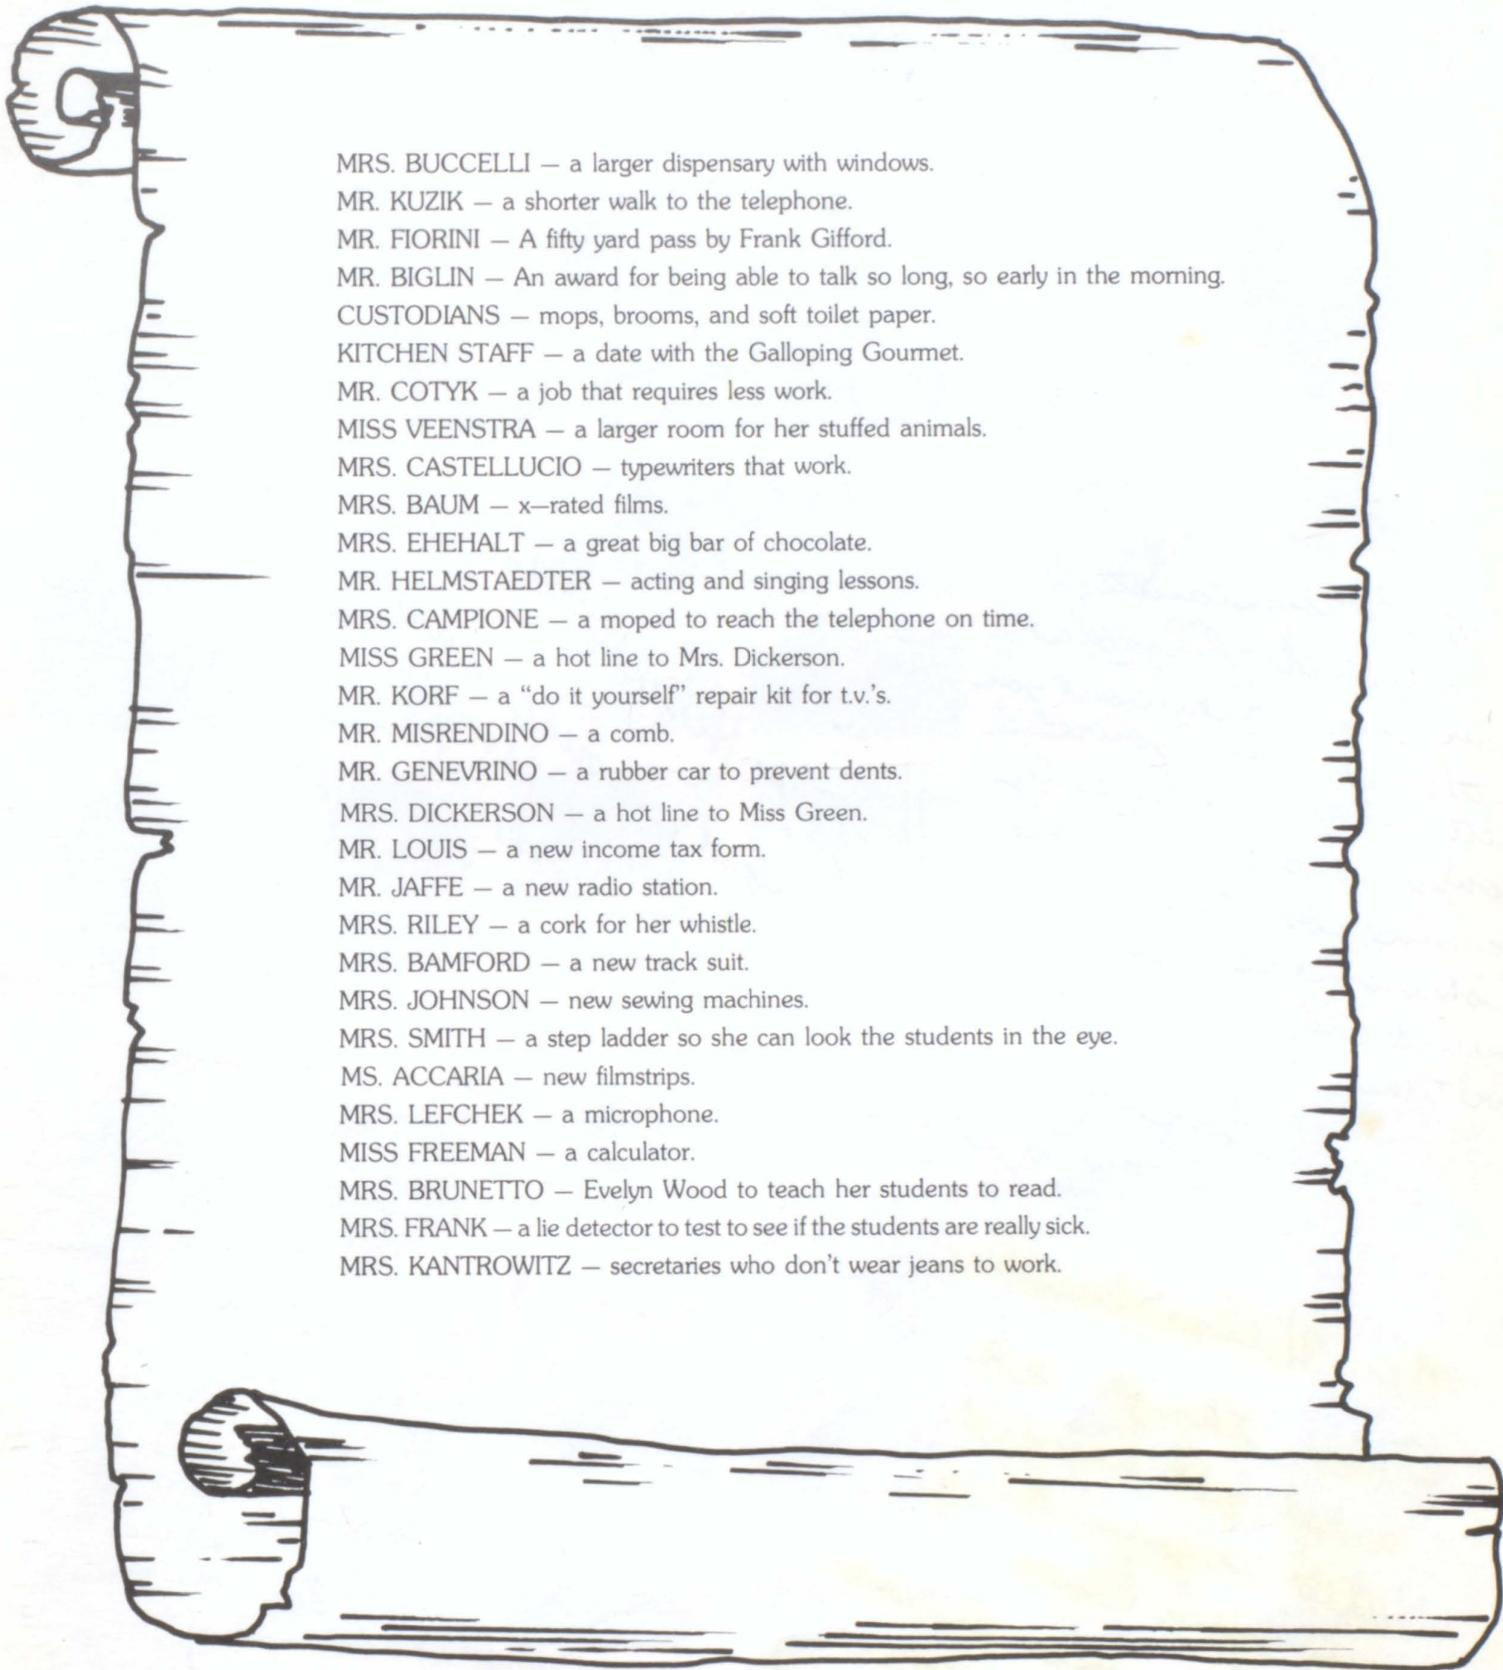 MRS. BUCCELLI — a larger dispensary with windows.
MR. KUZIK — a shorter walk to the telephone.
MR. FIORINI — A fifty yard pass by Frank Gifford.
MR. BIGLIN — An award for being able to talk so long, so early in the morning.
CUSTODIANS — mops, brooms, and soft toilet paper.
KITCHEN STAFF — a date with the Galloping Gourmet.
MR. COTYK — a job that requires less work.
MISS VEENSTRA — a larger room for her stuffed animals.
MRS. CASTELLUCIO — typewriters that work.
MRS. BAUM — x—rated films.
MRS. EHEHALT — a great big bar of chocolate.
MR. HELMSTAEDTER — acting and singing lessons.
MRS. CAMPIONE — a moped to reach the telephone on time.
MISS GREEN — a hot line to Mrs. Dickerson.
MR. KORF — a “do it yourself” repair kit for t.v.'s.
MR. MISRENDINO — a comb.
MR. GENEVRINO — a rubber car to prevent dents.
MRS. DICKERSON — a hot line to Miss Green.
MR. LOUIS — a new income tax form.
MR. JAFFE — a new radio station.
MRS. RILEY — a cork for her whistle.
MRS. BAMFORD — a new track suit.
MRS. JOHNSON — new sewing machines.
MRS. SMITH — a step ladder so she can look the students in the eye.
MS. ACCARIA — new filmstrips.
MRS. LEFCHEK — a microphone.
MISS FREEMAN — a calculator.
MRS. BRUNETTO — Evelyn Wood to teach her students to read.
MRS. FRANK — a lie detector to test to see if the students are really sick.
MRS. KANTROWITZ — secretaries who don't wear jeans to work.